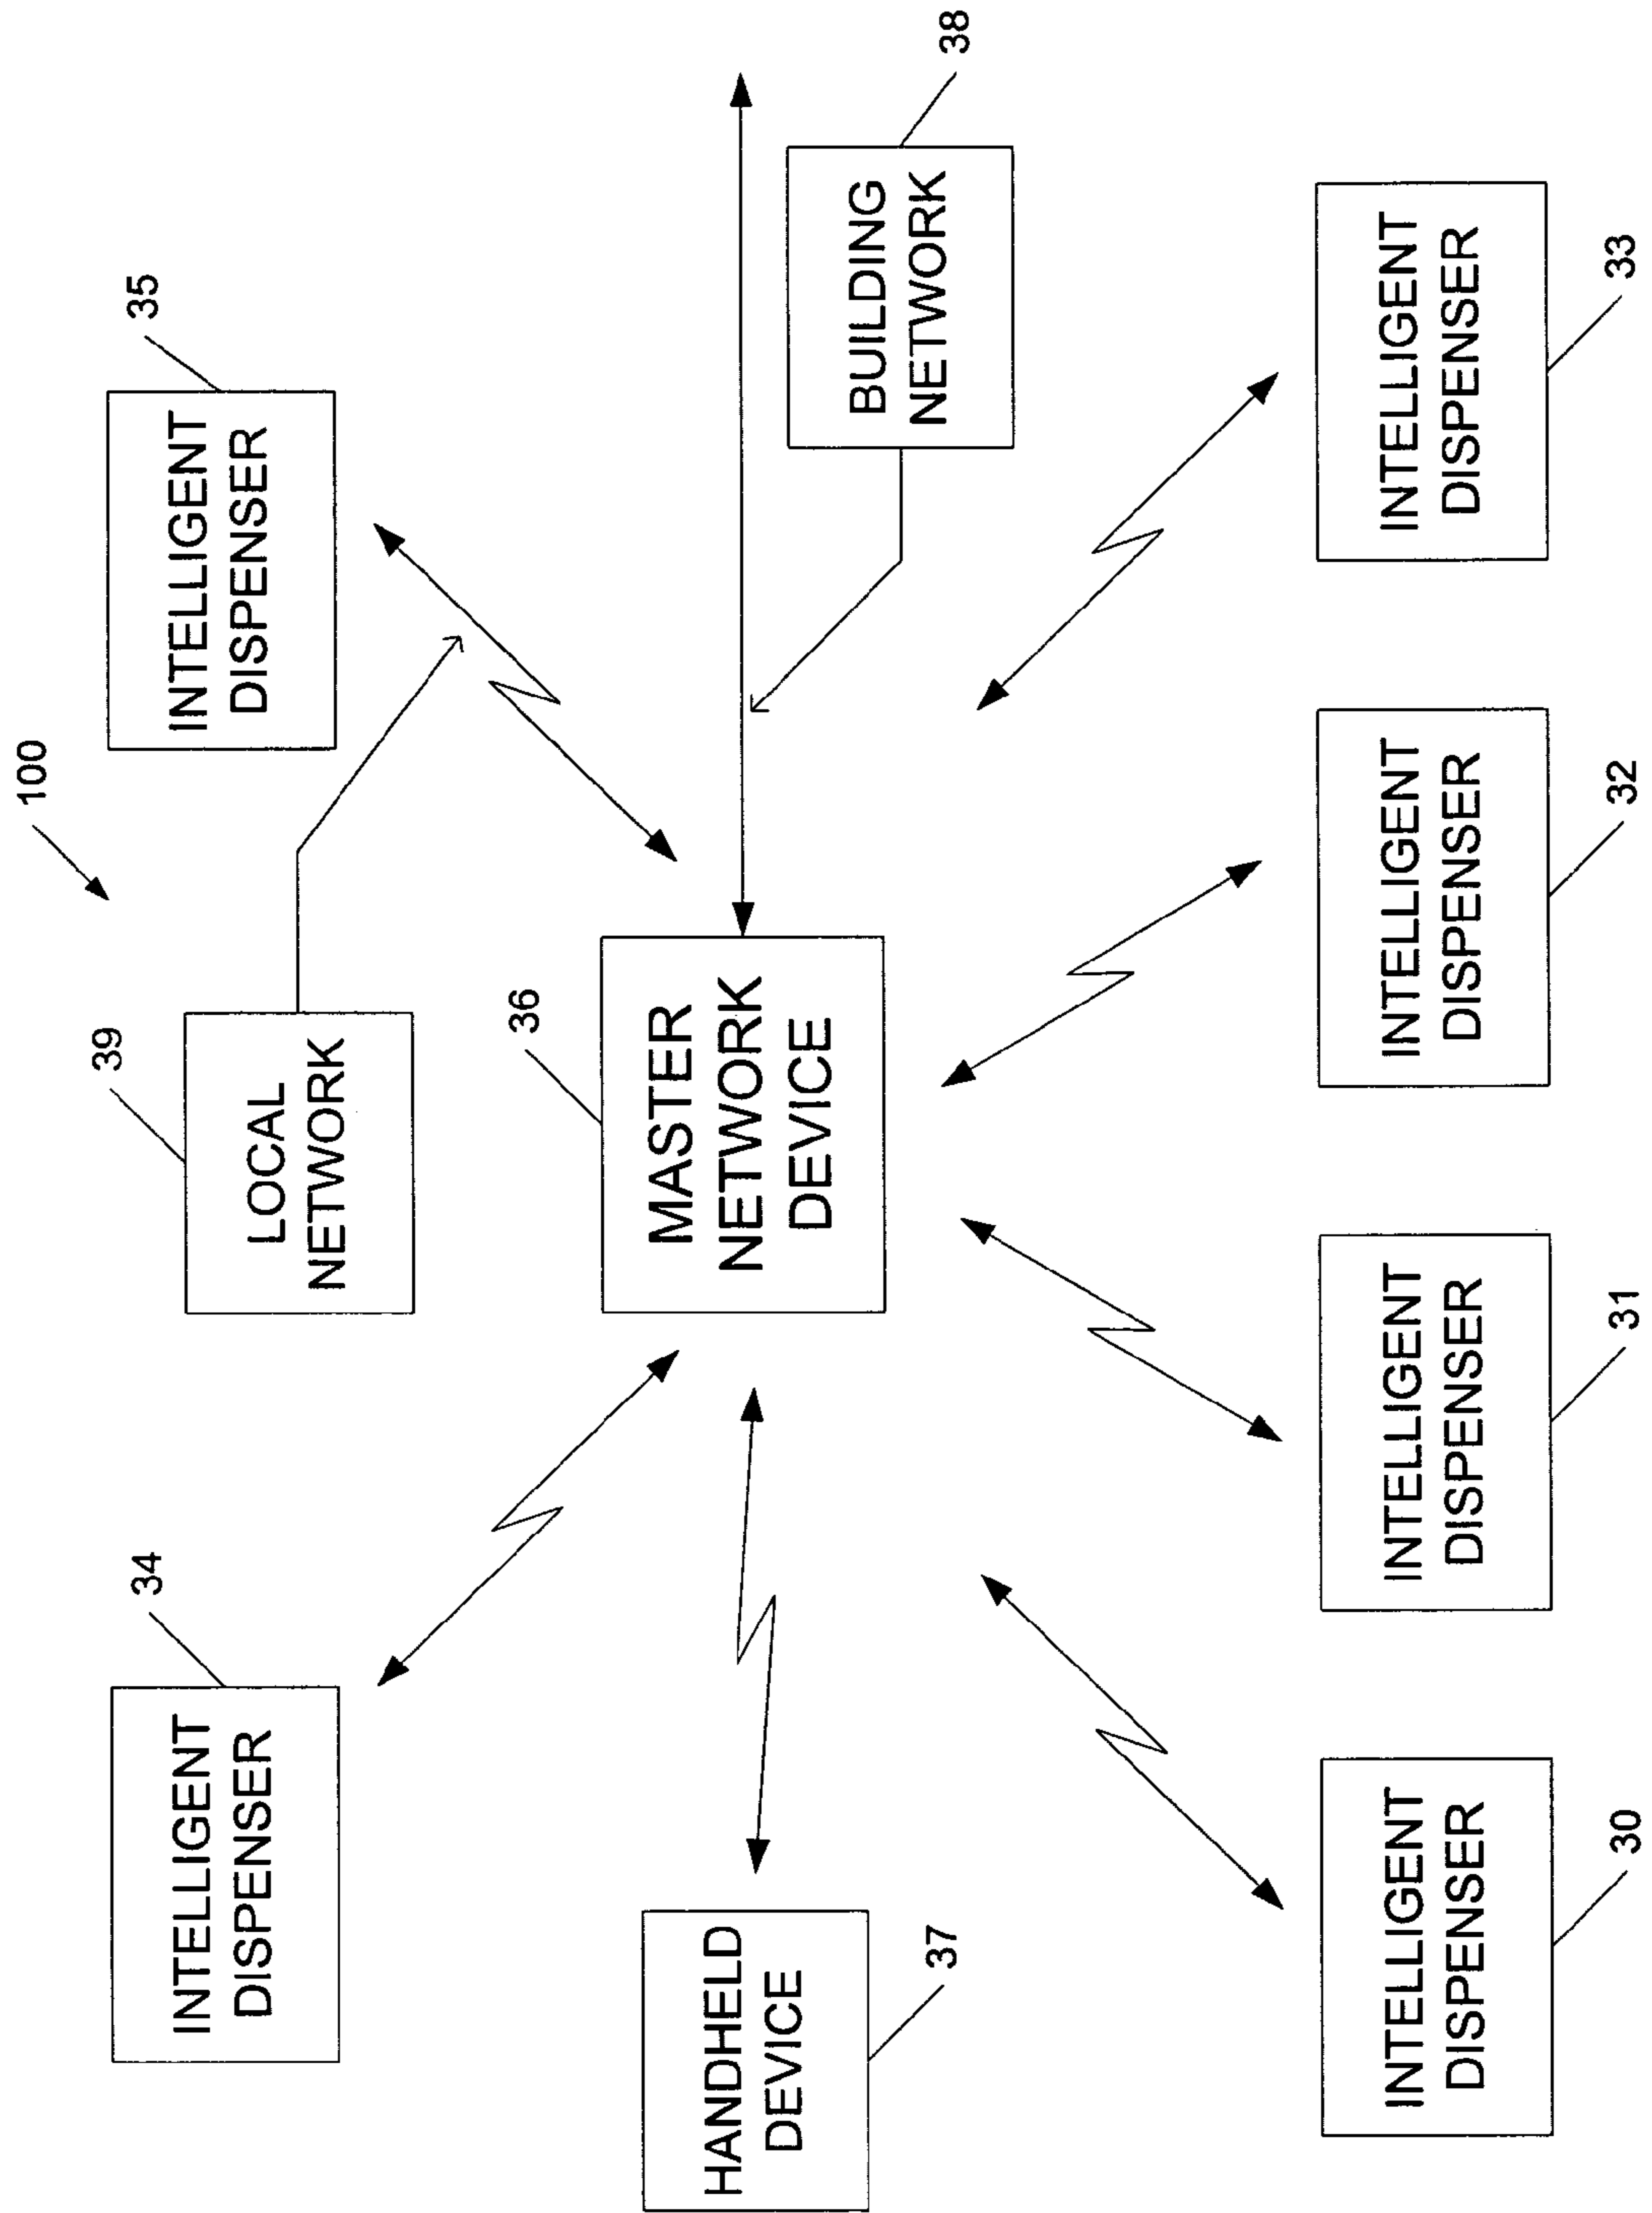 100
34
39
35
INTELLIGENT
DISPENSER
LOCAL
NETWORK
INTELLIGENT
DISPENSER
36
HANDHELD
DEVICE
37
MASTER
NETWORK
DEVICE
BUILDING
NETWORK
38
INTELLIGENT
DISPENSER
30
INTELLIGENT
DISPENSER
31
INTELLIGENT
DISPENSER
32
INTELLIGENT
DISPENSER
33